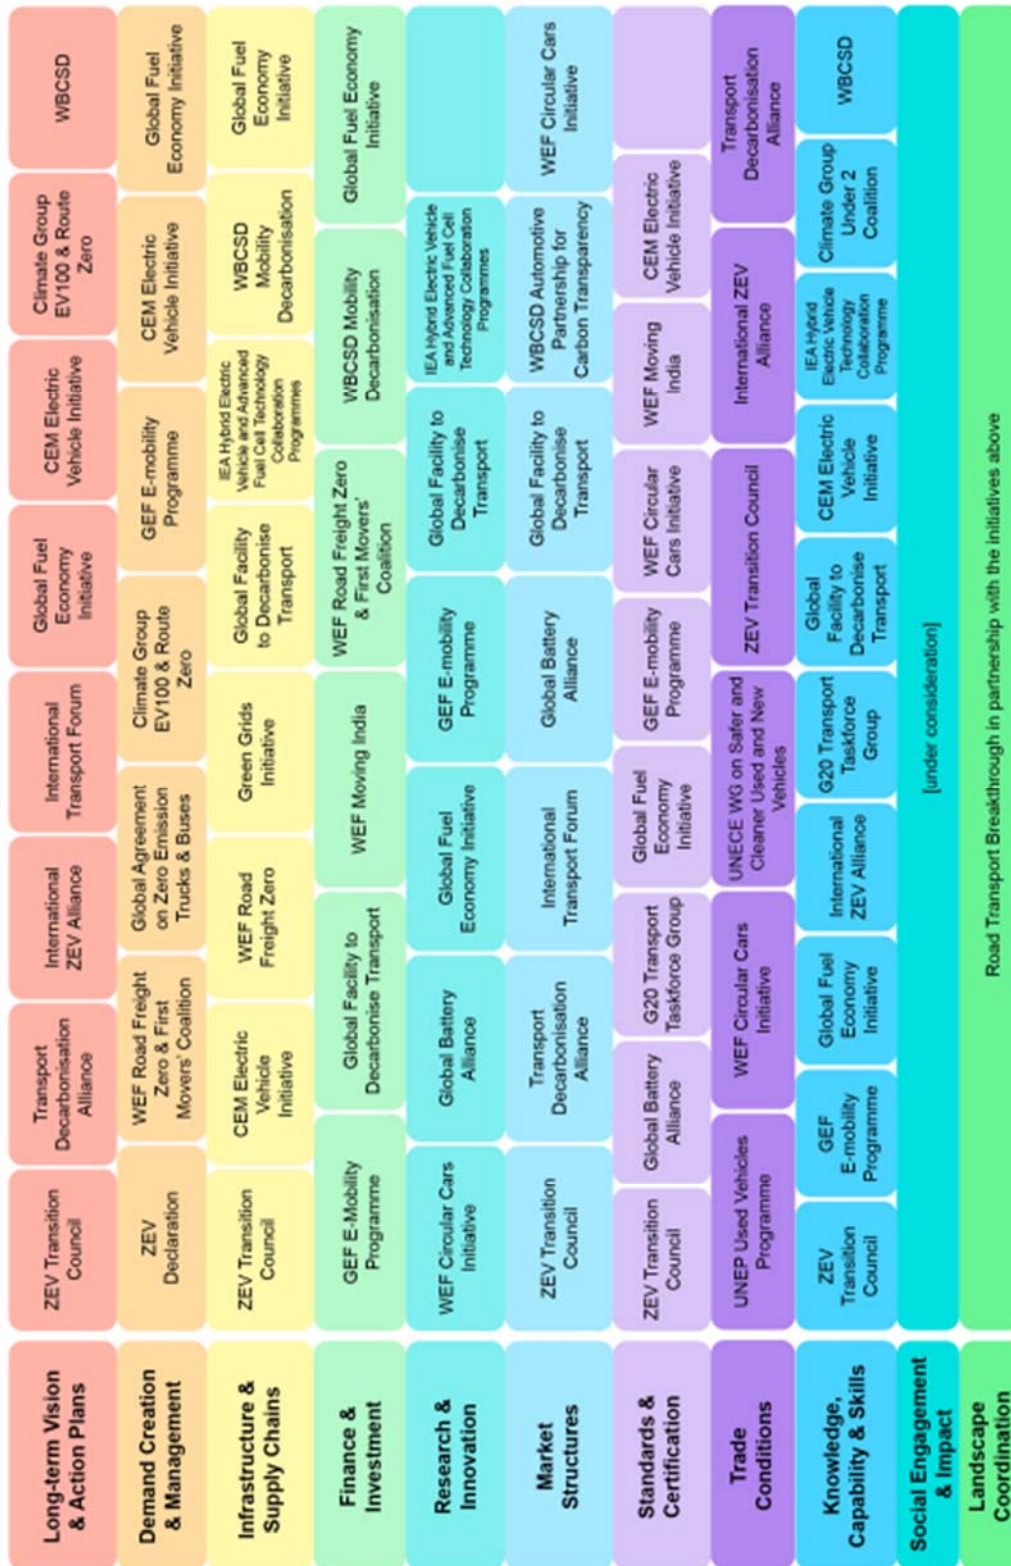 Long-term Vision
& Action Plans
ZEV Transition
Council
Transport
Decarbonisation
Alliance
International
ZEV Alliance
International
Transport Forum
Global Fuel
Economy
Initiative
CEM Electric
Vehicle Initiative
Climate Group
EV100 & Route
Zero
WBCSD
Demand Creation
& Management
ZEV
Declaration
WEF Road Freight
Zero & First
Movers' Coalition
Global Agreement
on Zero Emission
Trucks & Buses
Climate Group
EV100 & Route
Zero
GEF E-mobility
Programme
CEM Electric
Vehicle Initiative
Global Fuel
Economy Initiative
Infrastructure &
Supply Chains
ZEV Transition
Council
CEM Electric
Vehicle
Initiative
WEF Road
Freight Zero
Green Grids
Initiative
Global Facility
to Decarbonise
Transport
IEA Hybrid Electric
Vehicle and Advanced
Fuel Cell Technology
Collaboration
Programmes
WBCSD
Mobility
Decarbonisation
Global Fuel
Economy
Initiative
Finance &
Investment
GEF E-Mobility
Programme
Global Facility to
Decarbonise Transport
WEF Moving India
WEF Road Freight Zero
& First Movers'
Coalition
WBCSD Mobility
Decarbonisation
Global Fuel Economy
Initiative
Research &
Innovation
WEF Circular Cars
Initiative
Global Battery
Alliance
Global Fuel
Economy Initiative
GEF E-mobility
Programme
Global Facility to
Decarbonise
Transport
IEA Hybrid Electric Vehicle
and Advanced Fuel Cell
Technology Collaboration
Programmes
Market
Structures
ZEV Transition
Council
Transport
Decarbonisation
Alliance
International
Transport Forum
Global Battery
Alliance
Global Facility to
Decarbonise
Transport
WBCSD Automotive
Partnership for
Carbon Transparency
WEF Circular Cars
Initiative
Standards &
Certification
ZEV Transition
Council
Global Battery
Alliance
G20 Transport
Taskforce Group
Global Fuel
Economy
Initiative
GEF E-mobility
Programme
WEF Circular
Cars Initiative
WEF Moving
India
CEM Electric
Vehicle Initiative
Trade
Conditions
UNEP Used Vehicles
Programme
WEF Circular Cars
Initiative
UNECE WG on Safer and
Cleaner Used and New
Vehicles
ZEV Transition Council
International ZEV
Alliance
Transport
Decarbonisation
Alliance
Knowledge,
Capability & Skills
ZEV
Transition
Council
GEF
E-mobility
Programme
Global Fuel
Economy
Initiative
International
ZEV Alliance
G20 Transport
Taskforce
Group
Global
Facility to
Decarbonise
Transport
CEM Electric
Vehicle
Initiative
IEA Hybrid
Electric Vehicle
Technology
Collaboration
Programme
Climate Group
Under 2
Coalition
WBCSD
Social Engagement
& Impact
[under consideration]
Landscape
Coordination
Road Transport Breakthrough in partnership with the initiatives above